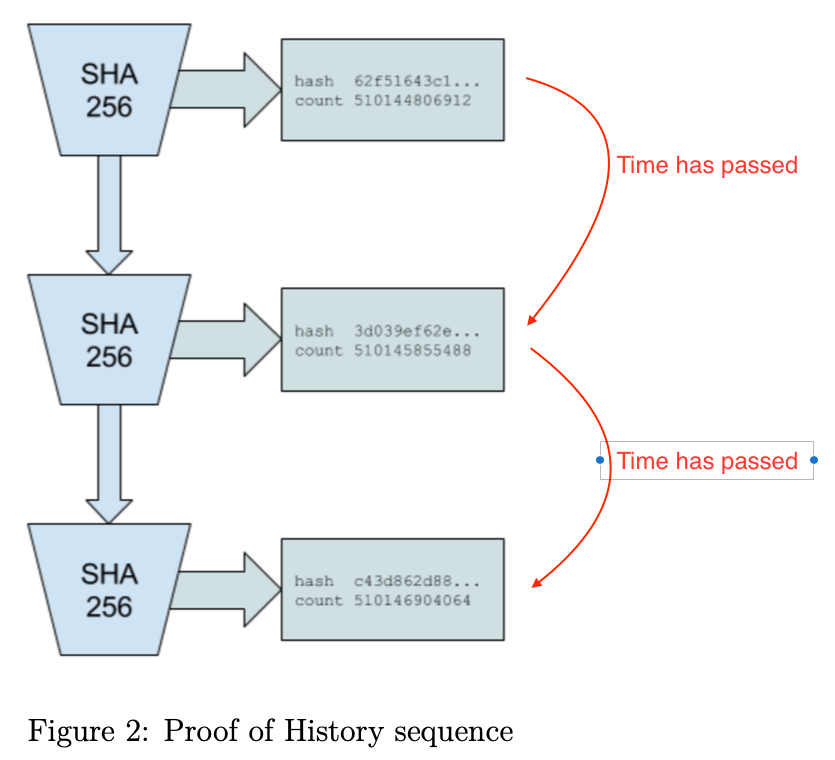 SHA
256
hash 62f51643c1...
count 510144806912
Time has passed
SHA
256
hash 3d039ef62e...
count 510145855488
Time has passed
SHA
256
hash c43d862d88...
count 510146904064
Figure 2: Proof of History sequence